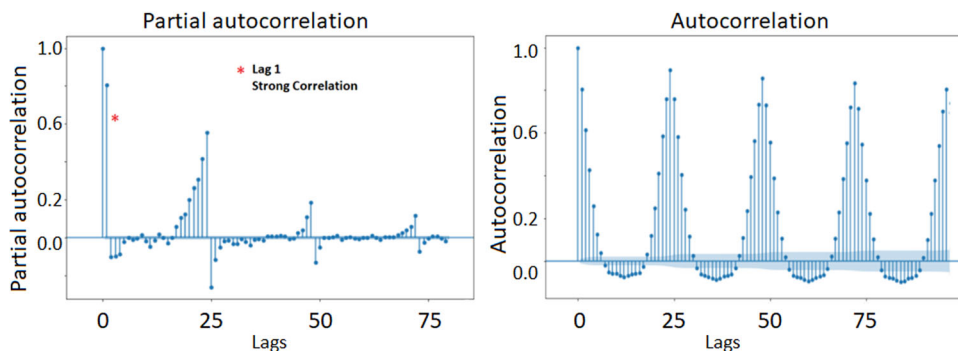 Partial autocorrelation
Partial autocorrelation
1.0
0.6
0.2
0.0
* Lag 1
Strong Correlation
*
0
25
50
75
Lags
Autocorrelation
Autocorrelation
1.0
0.6
0.2
0.0
0
25
50
75
Lags